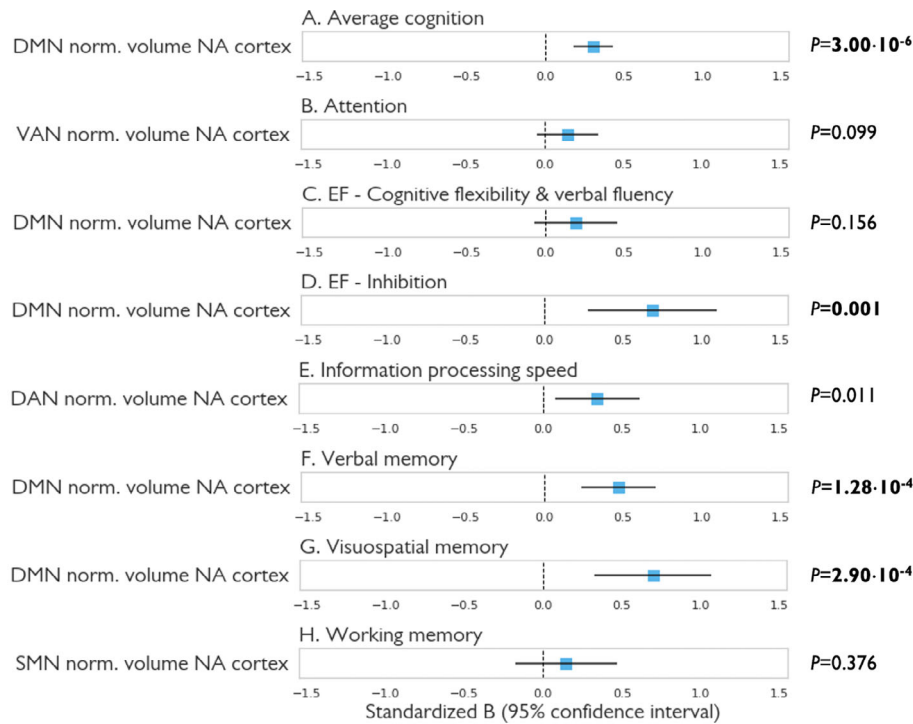 A. Average cognition
DMN norm. volume NA cortex P=3.00·10-6
−1.5 −1.0 −0.5 0.0 0.5 1.0 1.5
B. Attention
VAN norm. volume NA cortex P=0.099
−1.5 −1.0 −0.5 0.0 0.5 1.0 1.5
C. EF - Cognitive flexibility & verbal fluency
DMN norm. volume NA cortex P=0.156
−1.5 −1.0 −0.5 0.0 0.5 1.0 1.5
D. EF - Inhibition
DMN norm. volume NA cortex P=0.001
−1.5 −1.0 −0.5 0.0 0.5 1.0 1.5
E. Information processing speed
DAN norm. volume NA cortex P=0.011
−1.5 −1.0 −0.5 0.0 0.5 1.0 1.5
F. Verbal memory
DMN norm. volume NA cortex P=1.28·10-4
−1.5 −1.0 −0.5 0.0 0.5 1.0 1.5
G. Visuospatial memory
DMN norm. volume NA cortex P=2.90·10-4
−1.5 −1.0 −0.5 0.0 0.5 1.0 1.5
H. Working memory
SMN norm. volume NA cortex P=0.376
−1.5 −1.0 −0.5 0.0 0.5 1.0 1.5
Standardized B (95% confidence interval)